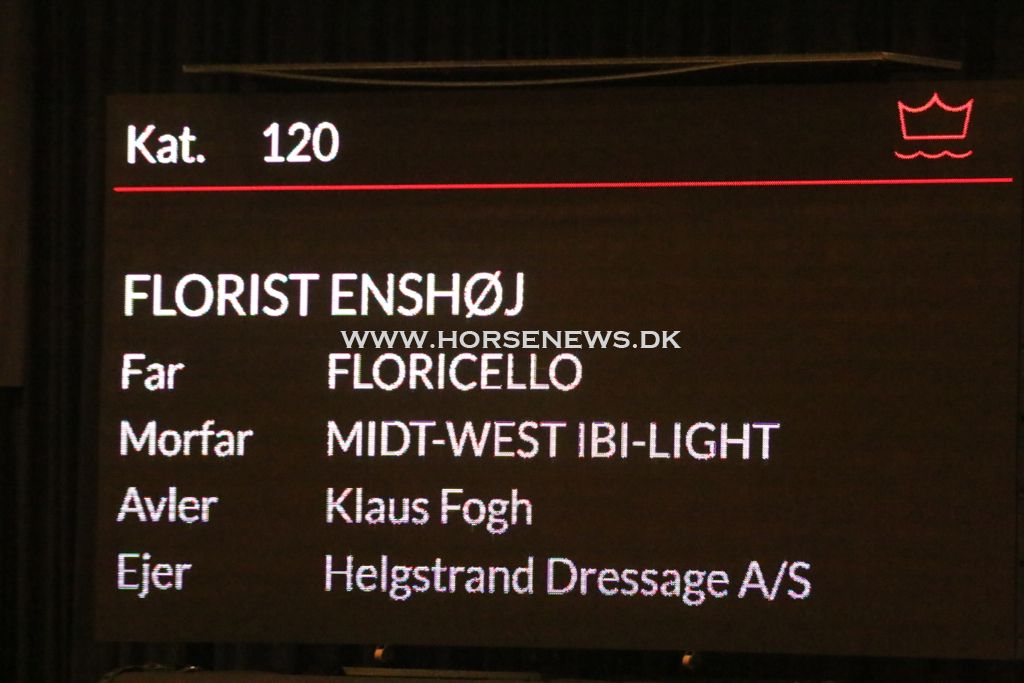 Kat. 120
FLORIST ENSHØJ
WWW.HORSENEWS.DK
Far FLORICELLO
Morfar MIDT-WEST IBI-LIGHT
Avler Klaus Fogh
Ejer Helgstrand Dressage A/S